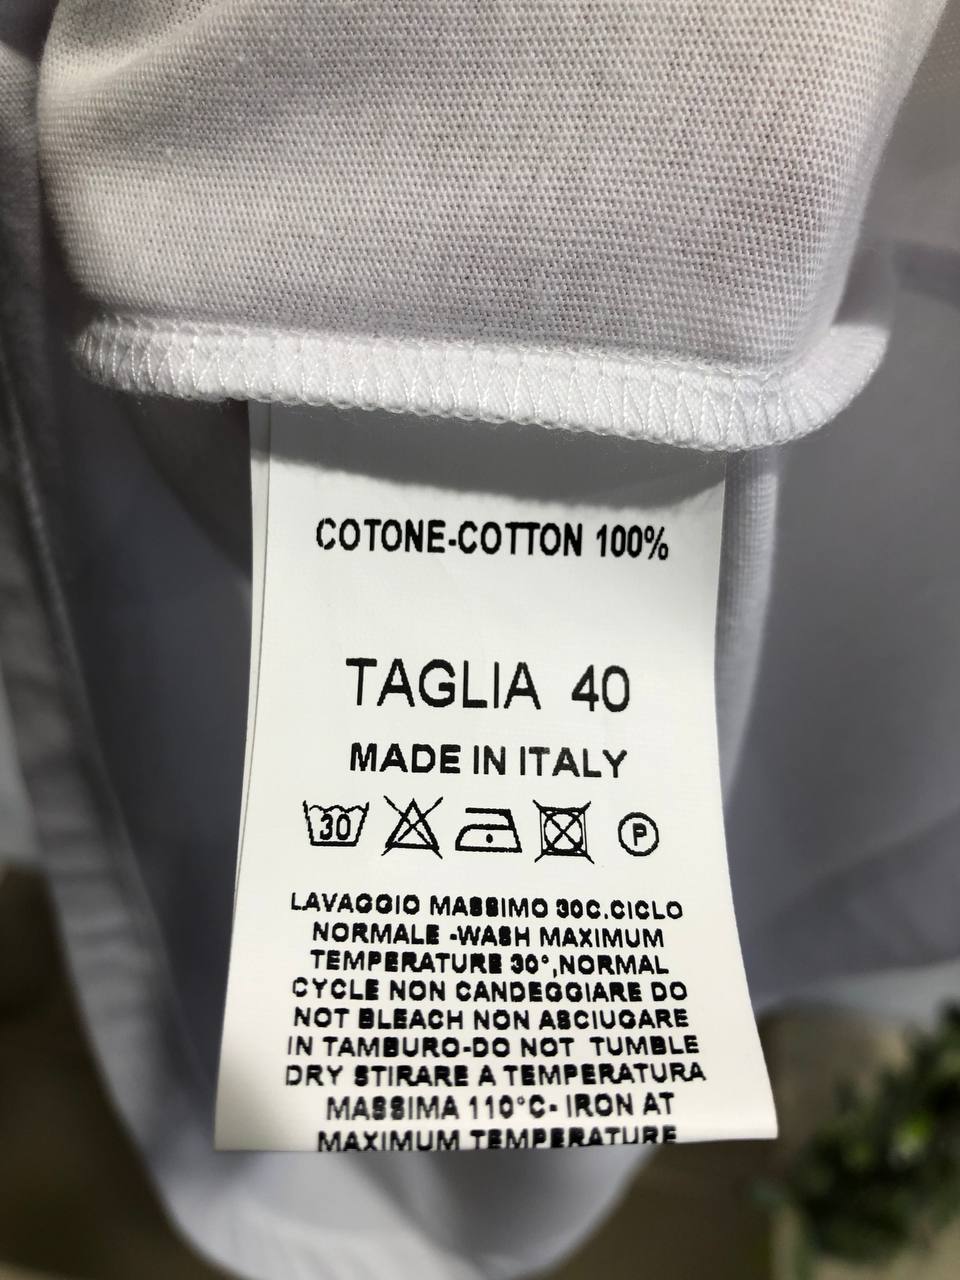 COTONE-COTTON 100%
TAGLIA 40
MADE IN ITALY
30
P
LAVAGGIO MASSIMO 30C.CICLO
NORMALE -WASH MAXIMUM
TEMPERATURE 30°,NORMAL
CYCLE NON CANDEGGIARE DO
NOT BLEACH NON ASCIUGARE
IN TAMBURO-DO NOT TUMBLE
DRY STIRARE A TEMPERATURA
MASSIMA 110°C- IRON AT
MAXIMUM TEMPERATURE